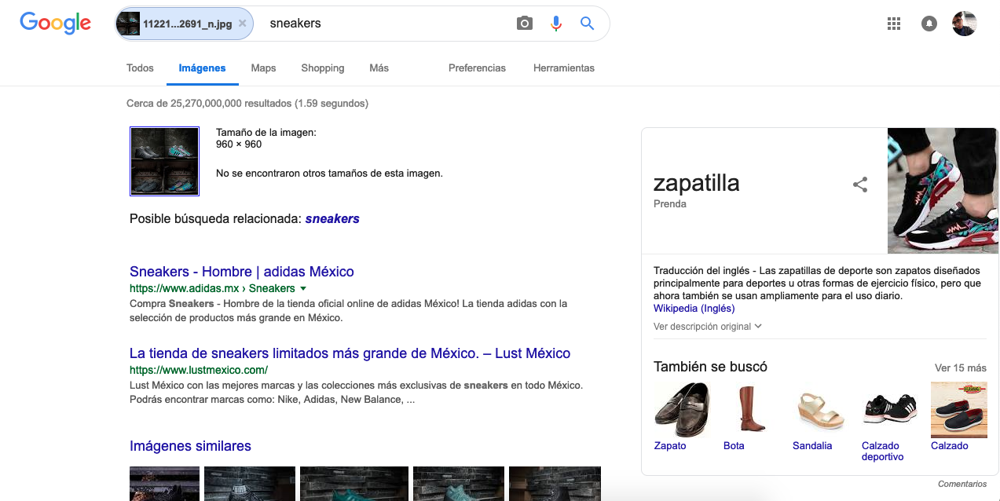 Google
11221...2691_n.jpg × sneakers
Todos Imágenes Maps Shopping Más Preferencias Herramientas
Cerca de 25,270,000,000 resultados (1.59 segundos)
Tamaño de la imagen:
960 × 960
No se encontraron otros tamaños de esta imagen.
Posible búsqueda relacionada: sneakers
Sneakers - Hombre | adidas México
https://www.adidas.mx › Sneakers
Compra Sneakers - Hombre de la tienda oficial online de adidas México! La tienda adidas con la
selección de productos más grande en México.
La tienda de sneakers limitados más grande de México. – Lust México
https://www.lustmexico.com/
Lust México con las mejores marcas y las colecciones más exclusivas de sneakers en todo México.
Podrás encontrar marcas como: Nike, Adidas, New Balance, ...
Imágenes similares
zapatilla
Prenda
Traducción del inglés - Las zapatillas de deporte son zapatos diseñados
principalmente para deportes u otras formas de ejercicio físico, pero que
ahora también se usan ampliamente para el uso diario.
Wikipedia (Inglés)
Ver descripción original
También se buscó
Ver 15 más
Zapato
Bota
Sandalia
Calzado
deportivo
Calzado
Comentarios